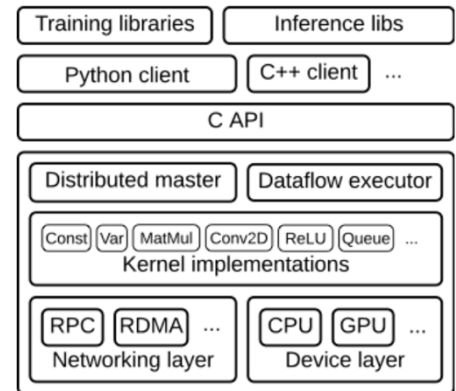 Training libraries Inference libs
Python client C++ client ...
C API
Distributed master Dataflow executor
Const Var MatMul Conv2D ReLU Queue ...
Kernel implementations
RPC RDMA ... CPU GPU ...
Networking layer Device layer